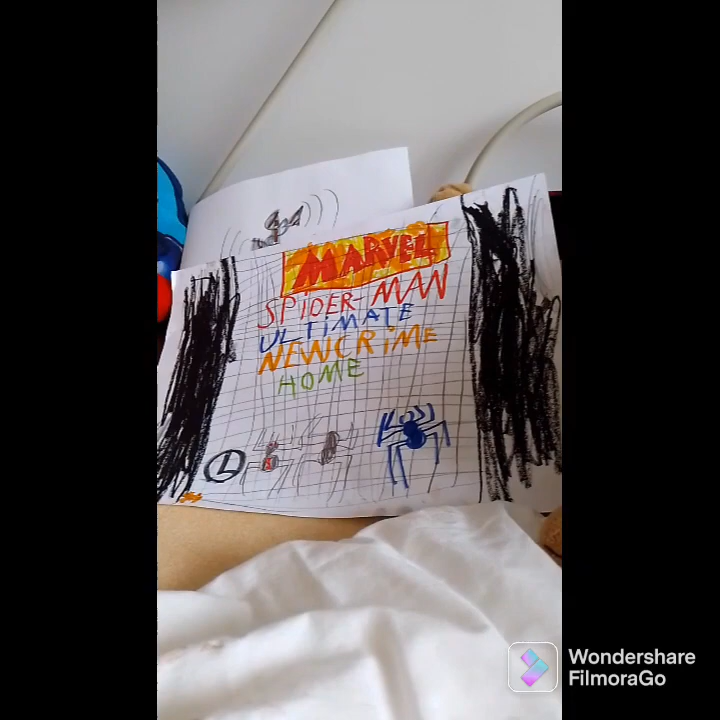 MARVEL
SPIDER-MAN
ULTIMATE
NEWCRiME
HOME
Wondershare
FilmoraGo